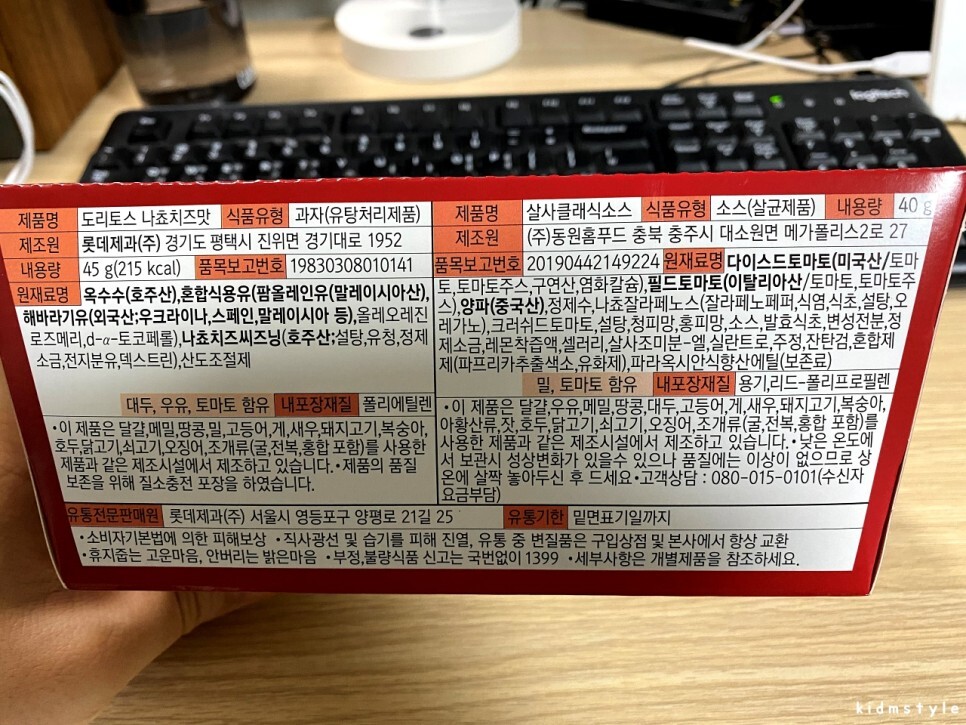 logitech
제품명 도리토스 나쵸치즈맛 식품유형 과자(유탕처리제품)
제조원 롯데제과(주) 경기도 평택시 진위면 경기대로 1952
내용량 45 g(215 kcal) 품목보고번호 19830308010141
원재료명 옥수수(호주산),혼합식용유(팜올레인유(말레이시아산),
해바라기유(외국산;우크라이나,스페인,말레이시아 등),올레오레진
로즈메리,d-α-토코페롤),나쵸치즈씨즈닝(호주산;설탕,유청,정제
소금,전지분유,덱스트린),산도조절제
대두, 우유, 토마토 함유 내포장재질 폴리에틸렌
•이 제품은 달걀,메밀,땅콩,밀,고등어,게,새우,돼지고기,복숭아,
호두,닭고기,쇠고기,오징어,조개류(굴,전복,홍합 포함)를 사용한
제품과 같은 제조시설에서 제조하고 있습니다.•제품의 품질
보존을 위해 질소충전 포장을 하였습니다.
제품명 살사클래식소스 식품유형 소스(살균제품) 내용량 40 g
제조원 (주)동원홈푸드 충북 충주시 대소원면 메가폴리스2로 27
품목보고번호 20190442149224 원재료명 다이스드토마토(미국산/토마
토,토마토주스,구연산,염화칼슘),필드토마토(이탈리아산/토마토,토마토주
스),양파(중국산),정제수,나쵸잘라페노스(잘라페노페퍼,식염,식초,설탕,오
레가노),크러쉬드토마토,설탕,청피망,홍피망,소스,발효식초,변성전분,정
제소금,레몬착즙액,셀러리,살사조미분-엘,실란트로,주정,잔탄검,혼합제
제(파프리카추출색소,유화제),파라옥시안식향산에틸(보존료)
밀, 토마토 함유 내포장재질 용기,리드-폴리프로필렌
•이 제품은 달걀,우유,메밀,땅콩,대두,고등어,게,새우,돼지고기,복숭아,
아황산류,잣,호두,닭고기,쇠고기,오징어,조개류(굴,전복,홍합 포함)를
사용한 제품과 같은 제조시설에서 제조하고 있습니다.•낮은 온도에
서 보관시 성상변화가 있을수 있으나 품질에는 이상이 없으므로 상
온에 살짝 놓아두신 후 드세요•고객상담 : 080-015-0101(수신자
요금부담)
유통전문판매원 롯데제과(주) 서울시 영등포구 양평로 21길 25 유통기한 밑면표기일까지
•소비자기본법에 의한 피해보상 •직사광선 및 습기를 피해 진열, 유통 중 변질품은 구입상점 및 본사에서 항상 교환
•휴지줍는 고운마음, 안버리는 밝은마음 •부정,불량식품 신고는 국번없이 1399 •세부사항은 개별제품을 참조하세요.
kidmstyle